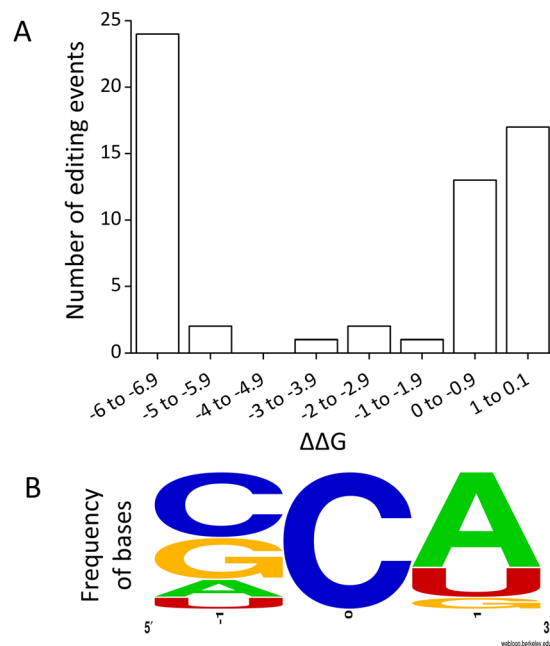 A
Number of editing events
25
20
15
10
5
0
-6 to -6.9
-5 to -5.9
-4 to -4.9
-3 to -3.9
-2 to -2.9
-1 to -1.9
0 to -0.9
1 to 0.1
ΔΔG
B
Frequency
of bases
C
G
A
U
C
A
U
G
5′
-1
0
1
3
weblogo.berkeley.edu